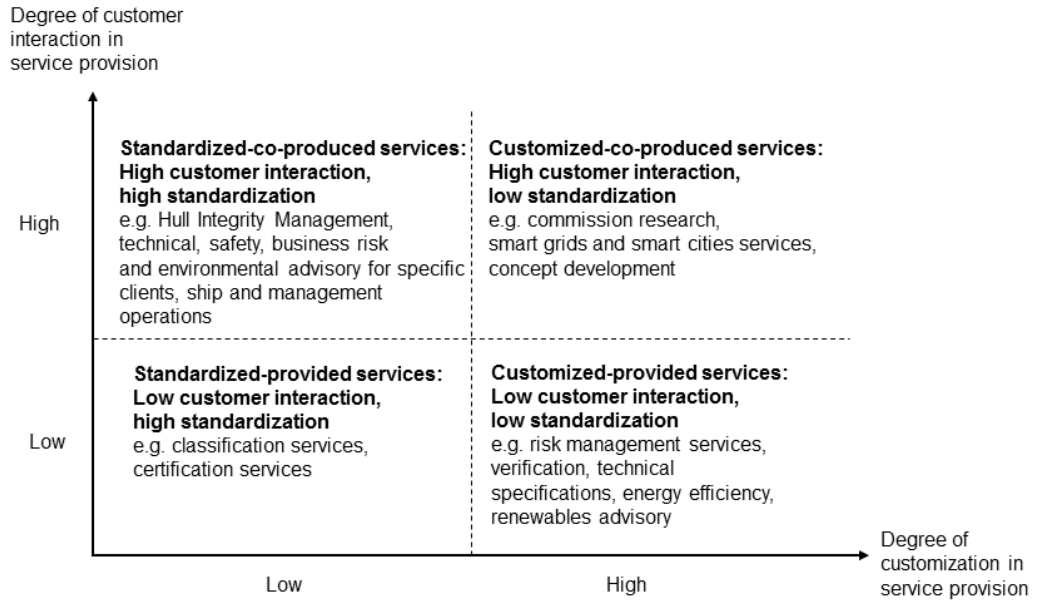 Degree of customer
interaction in
service provision
Standardized-co-produced services:
High customer interaction,
high standardization
e.g. Hull Integrity Management,
technical, safety, business risk
and environmental advisory for specific
clients, ship and management
operations
Customized-co-produced services:
High customer interaction,
low standardization
e.g. commission research,
smart grids and smart cities services,
concept development
High
Standardized-provided services:
Low customer interaction,
high standardization
e.g. classification services,
certification services
Customized-provided services:
Low customer interaction,
low standardization
e.g. risk management services,
verification, technical
specifications, energy efficiency,
renewables advisory
Low
Low
High
Degree of
customization in
service provision